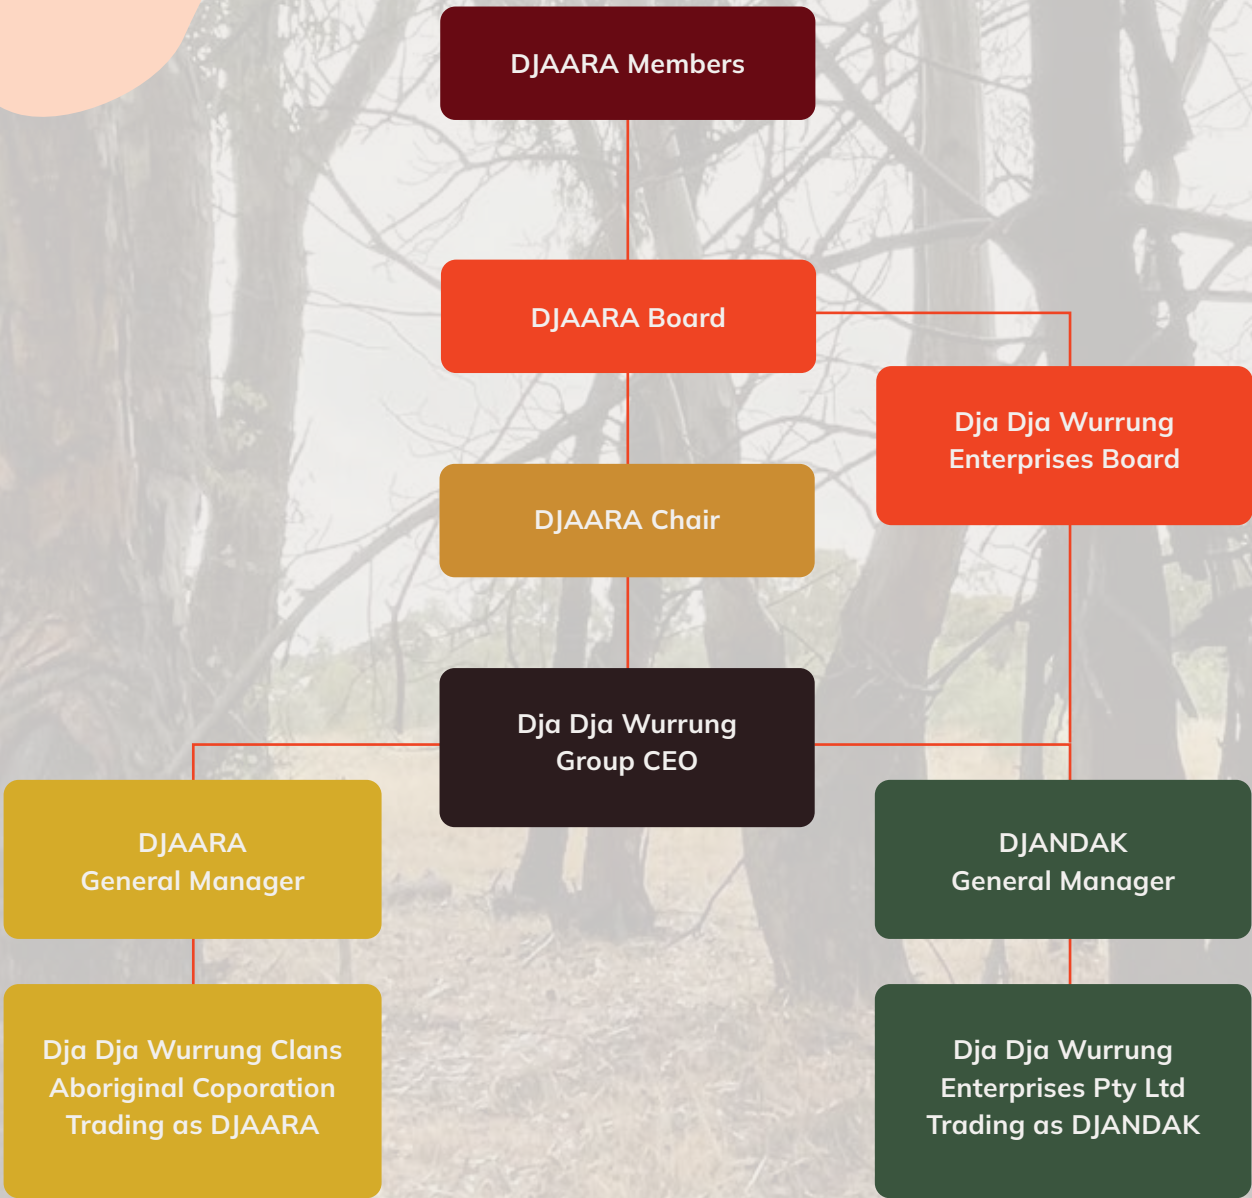 DJAARA Members
DJAARA Board
Dja Dja Wurrung
Enterprises Board
DJAARA Chair
Dja Dja Wurrung
Group CEO
DJAARA
General Manager
DJANDAK
General Manager
Dja Dja Wurrung Clans
Aboriginal Coporation
Trading as DJAARA
Dja Dja Wurrung
Enterprises Pty Ltd
Trading as DJANDAK